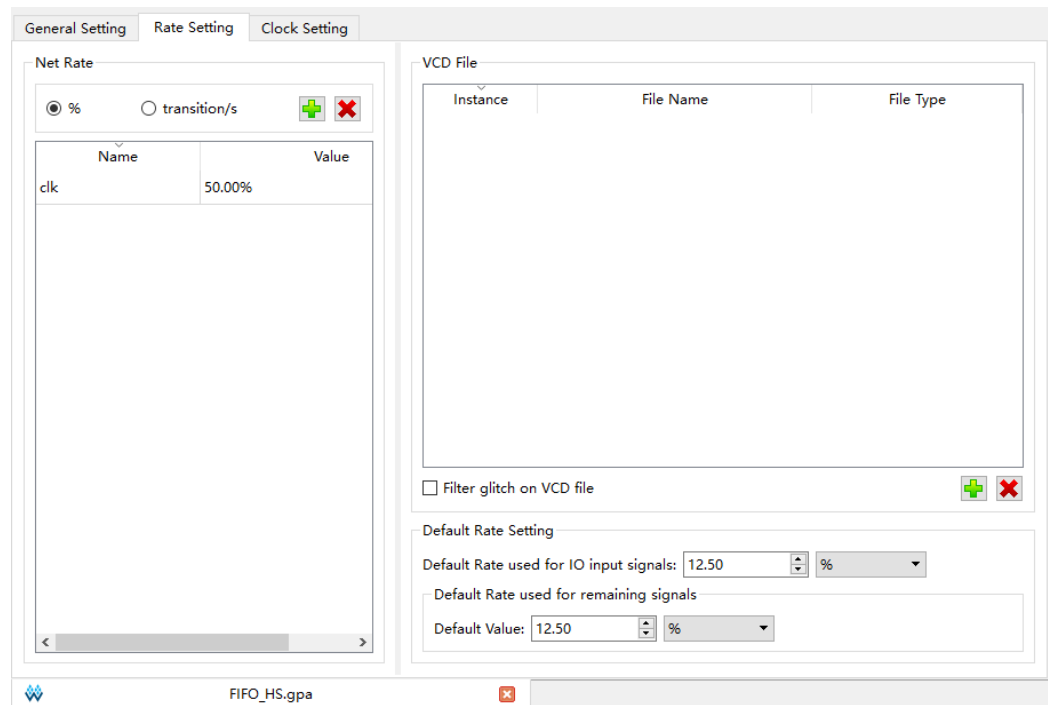 General Setting Rate Setting Clock Setting
Net Rate
% transition/s
Name Value
clk 50.00%
VCD File
Instance File Name File Type
Filter glitch on VCD file
Default Rate Setting
Default Rate used for IO input signals: 12.50 %
Default Rate used for remaining signals
Default Value: 12.50 %
FIFO_HS.gpa